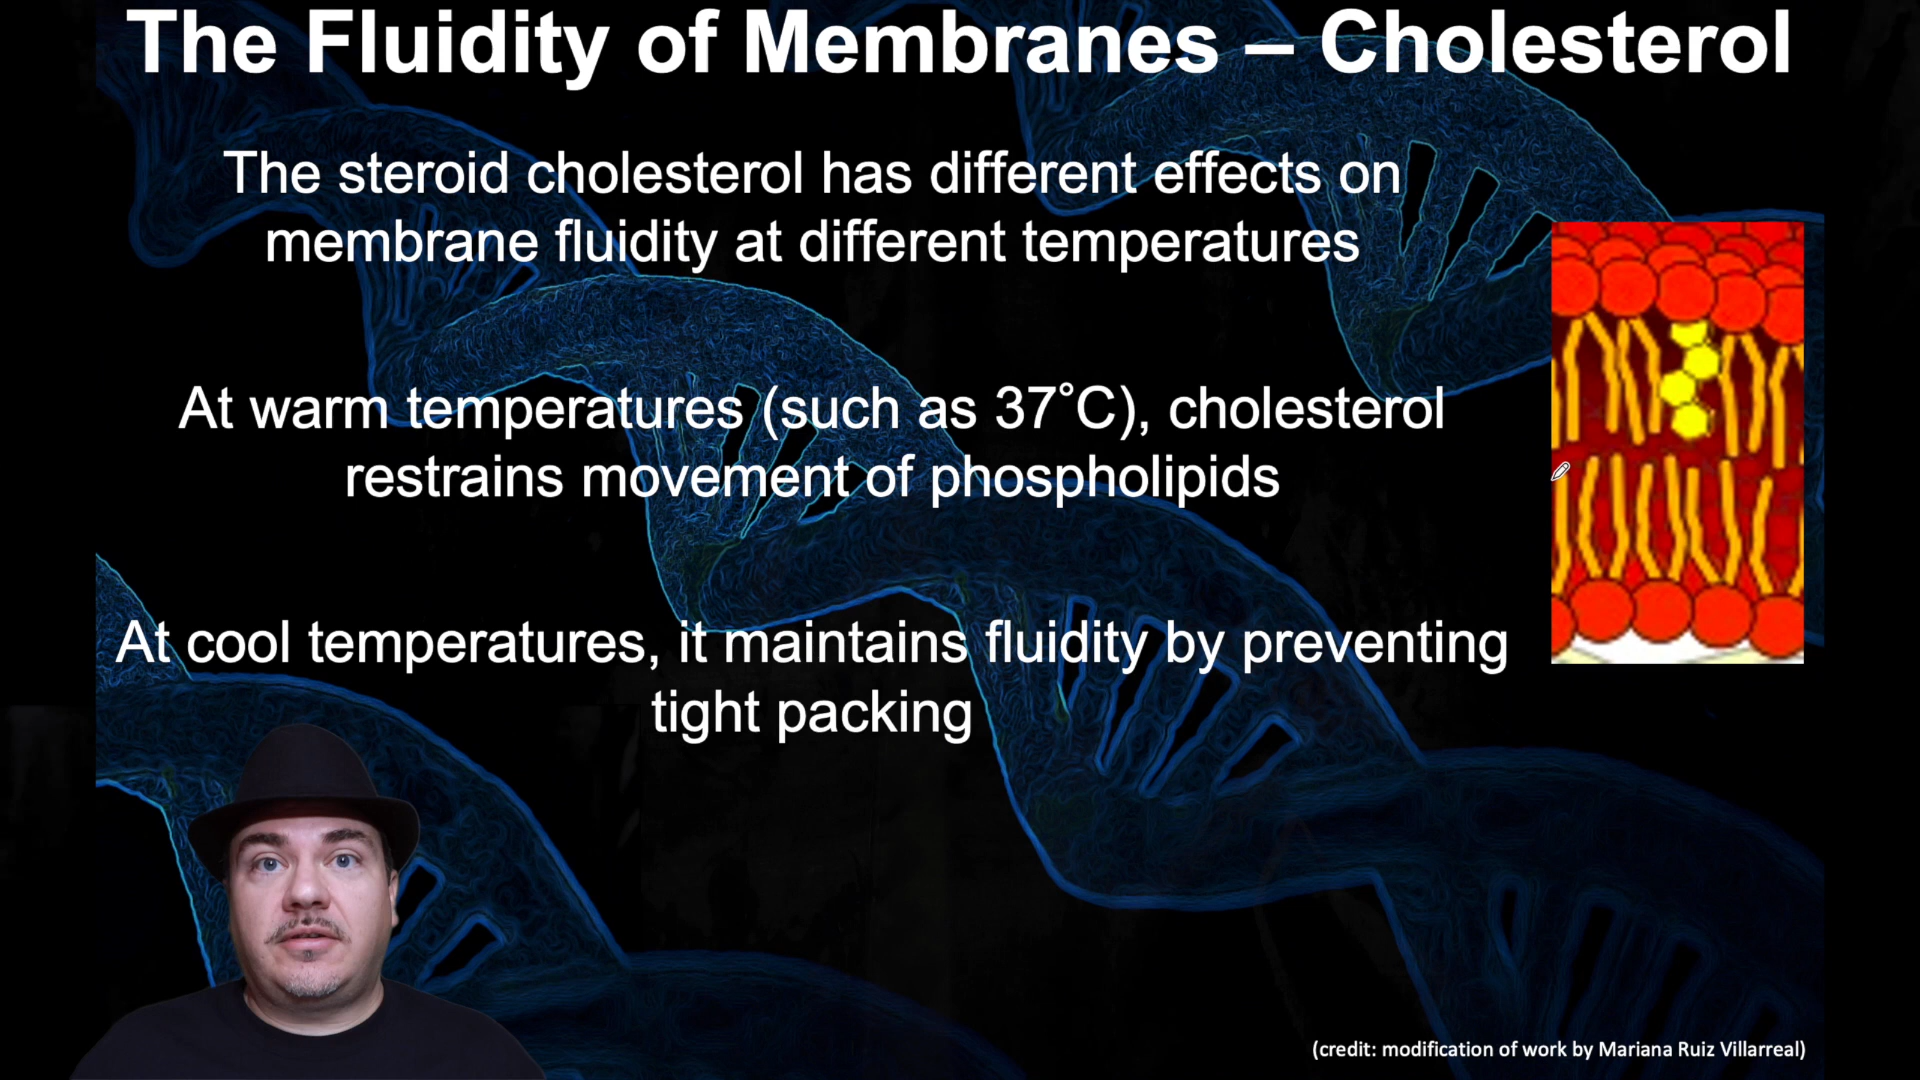 The Fluidity of Membranes – Cholesterol
The steroid cholesterol has different effects on
membrane fluidity at different temperatures
At warm temperatures (such as 37˚C), cholesterol
restrains movement of phospholipids
At cool temperatures, it maintains fluidity by preventing
tight packing
(credit: modification of work by Mariana Ruiz Villarreal)